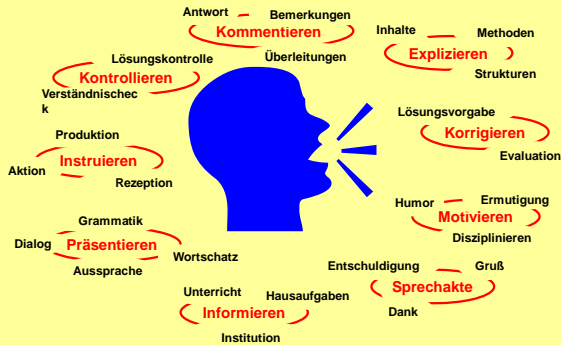 Antwort
Bemerkungen
Kommentieren
Überleitungen
Inhalte
Methoden
Explizieren
Strukturen
Lösungskontrolle
Kontrollieren
Verständnischec
k
Lösungsvorgabe
Korrigieren
Evaluation
Produktion
Instruieren
Aktion
Rezeption
Humor
Ermutigung
Motivieren
Disziplinieren
Grammatik
Dialog
Präsentieren
Wortschatz
Aussprache
Entschuldigung
Gruß
Sprechakte
Dank
Unterricht
Hausaufgaben
Informieren
Institution